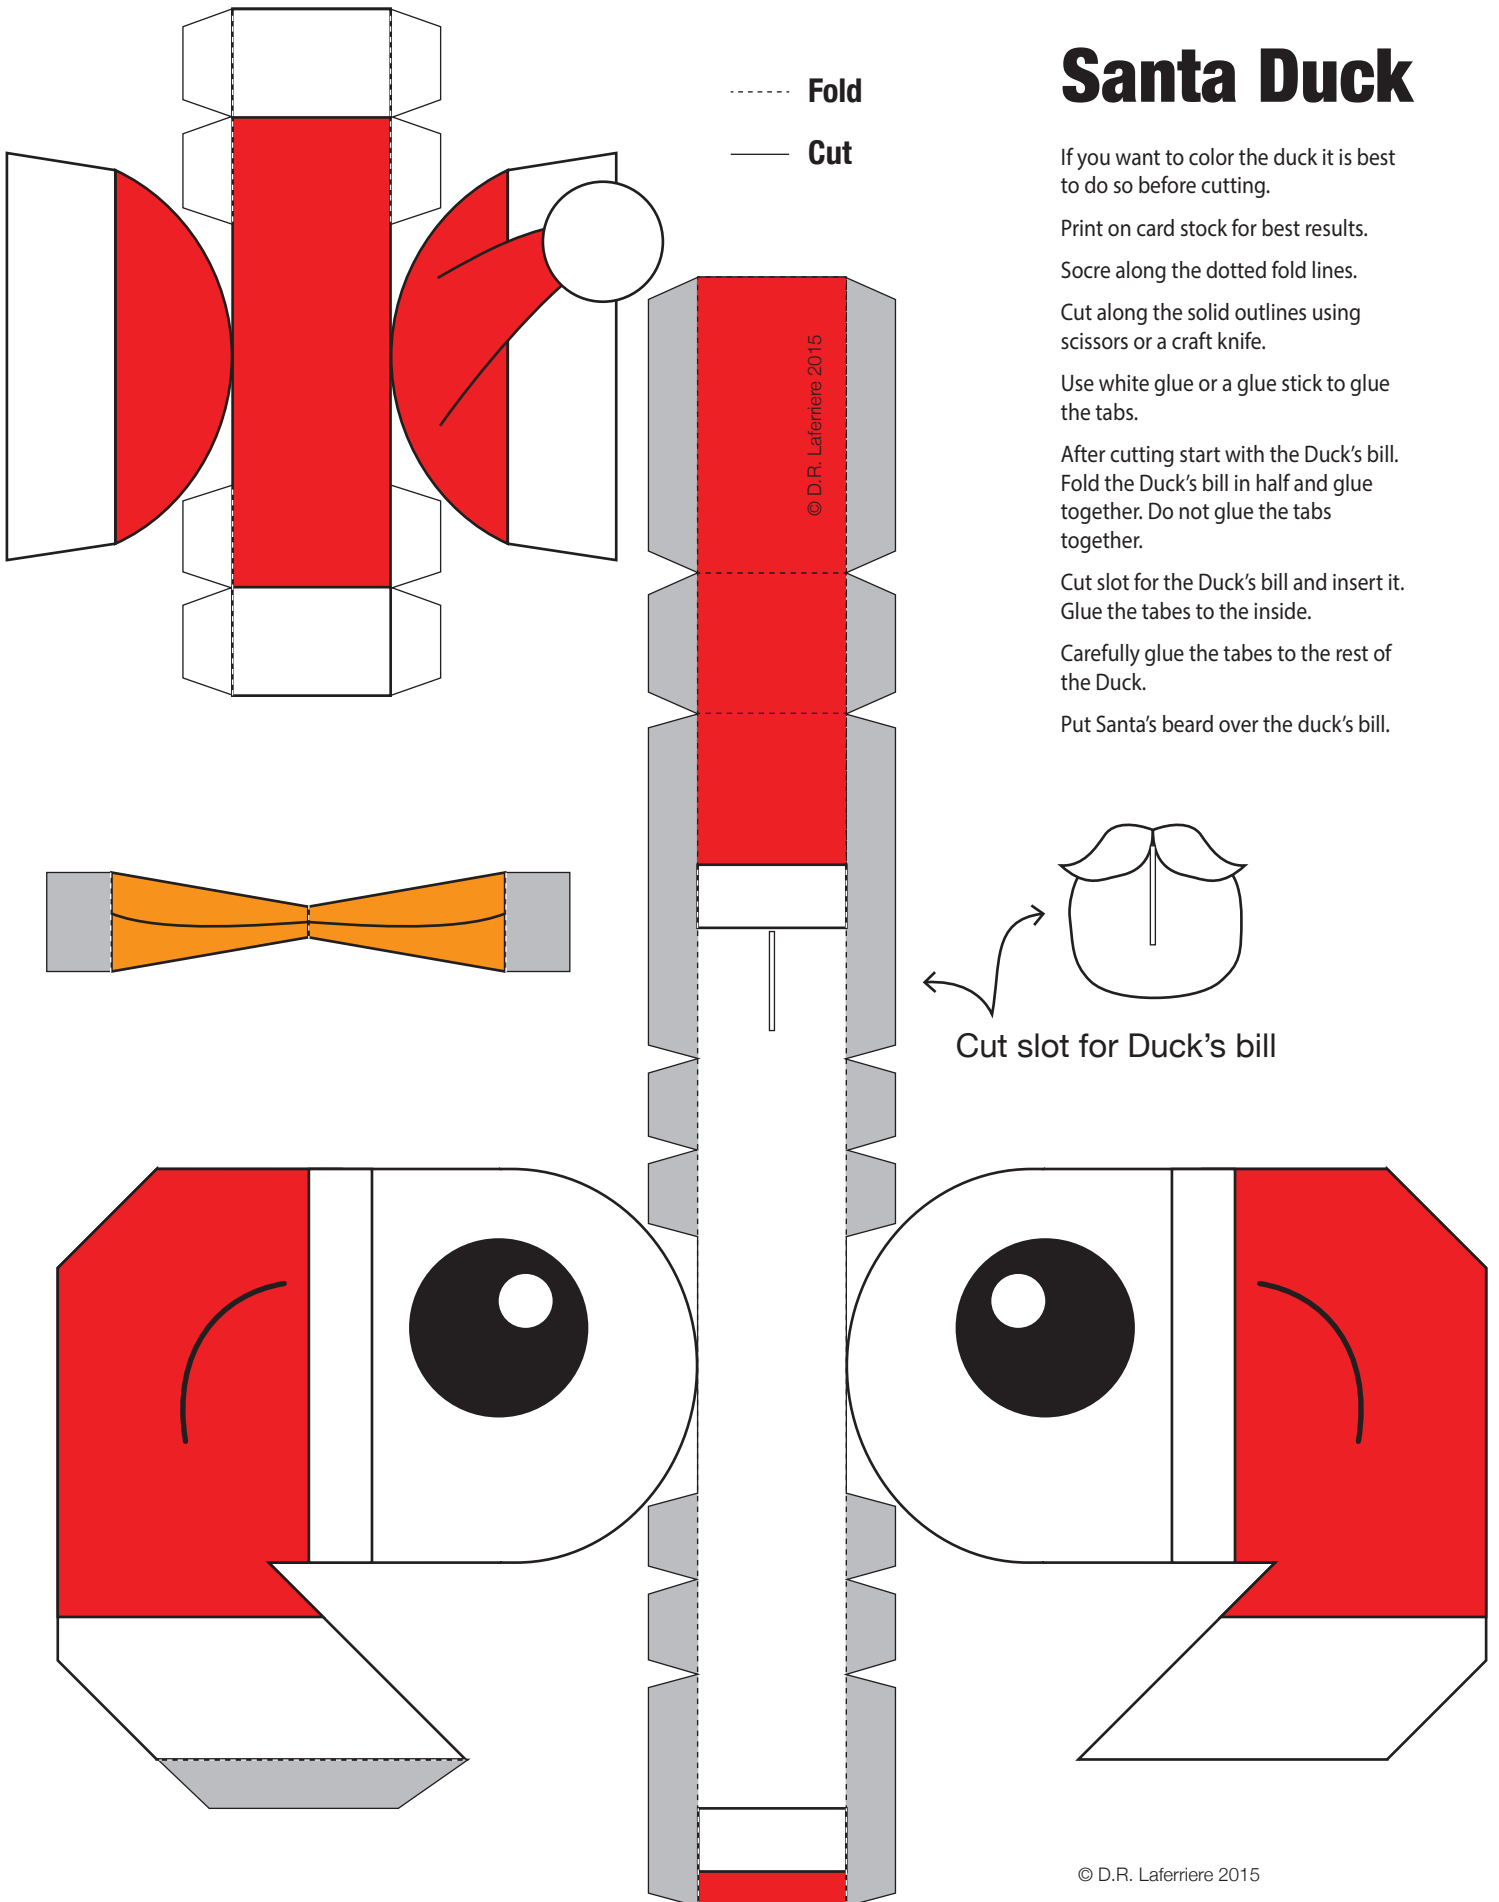 Santa Duck
Fold
Cut
If you want to color the duck it is best
to do so before cutting.
Print on card stock for best results.
Socre along the dotted fold lines.
Cut along the solid outlines using
scissors or a craft knife.
Use white glue or a glue stick to glue
the tabs.
After cutting start with the Duck's bill.
Fold the Duck's bill in half and glue
together. Do not glue the tabs
together.
Cut slot for the Duck's bill and insert it.
Glue the tabes to the inside.
Carefully glue the tabes to the rest of
the Duck.
Put Santa's beard over the duck's bill.
© D.R. Laferriere 2015
Cut slot for Duck's bill
© D.R. Laferriere 2015